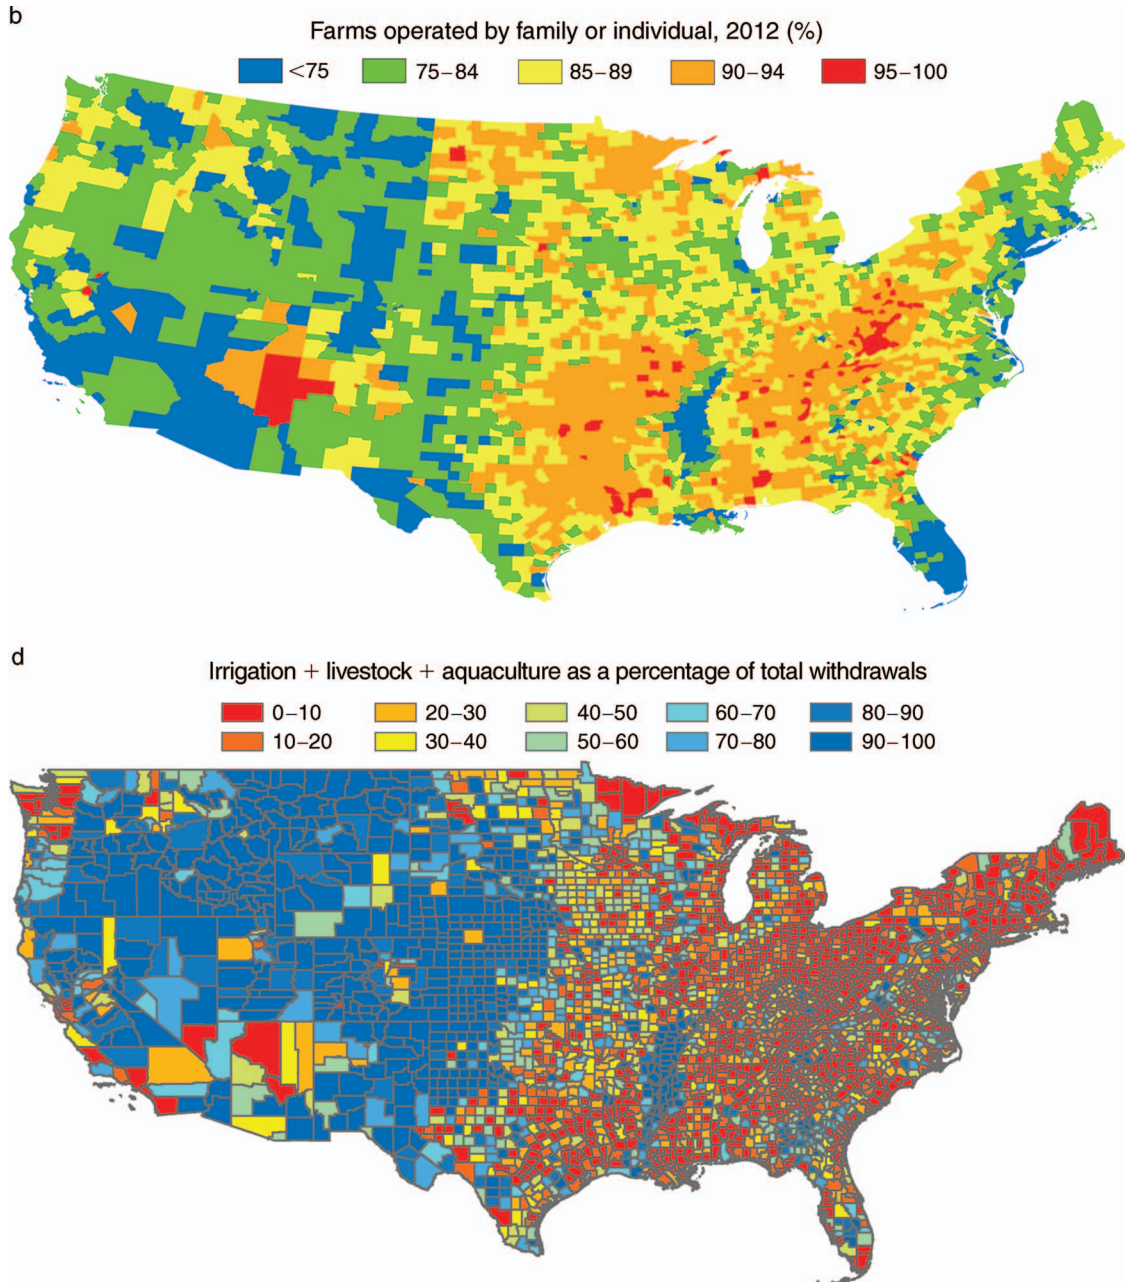 b
Farms operated by family or individual, 2012 (%)
<75 75–84 85–89 90–94 95–100
d
Irrigation + livestock + aquaculture as a percentage of total withdrawals
0–10 20–30 40–50 60–70 80–90
10–20 30–40 50–60 70–80 90–100